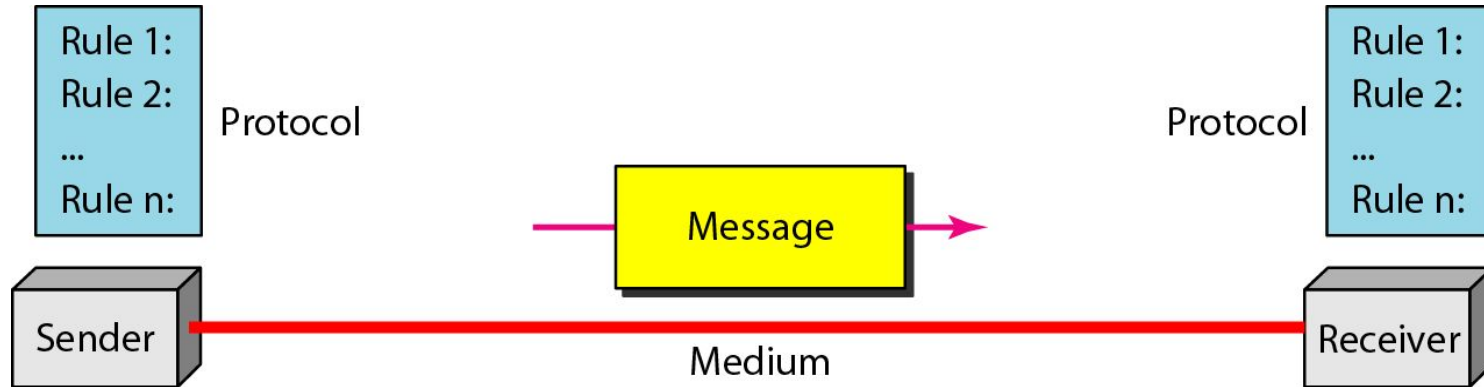 Rule 1:
Rule 2:
...
Rule n:
Protocol
Message
Protocol
Rule 1:
Rule 2:
...
Rule n:
Sender
Medium
Receiver